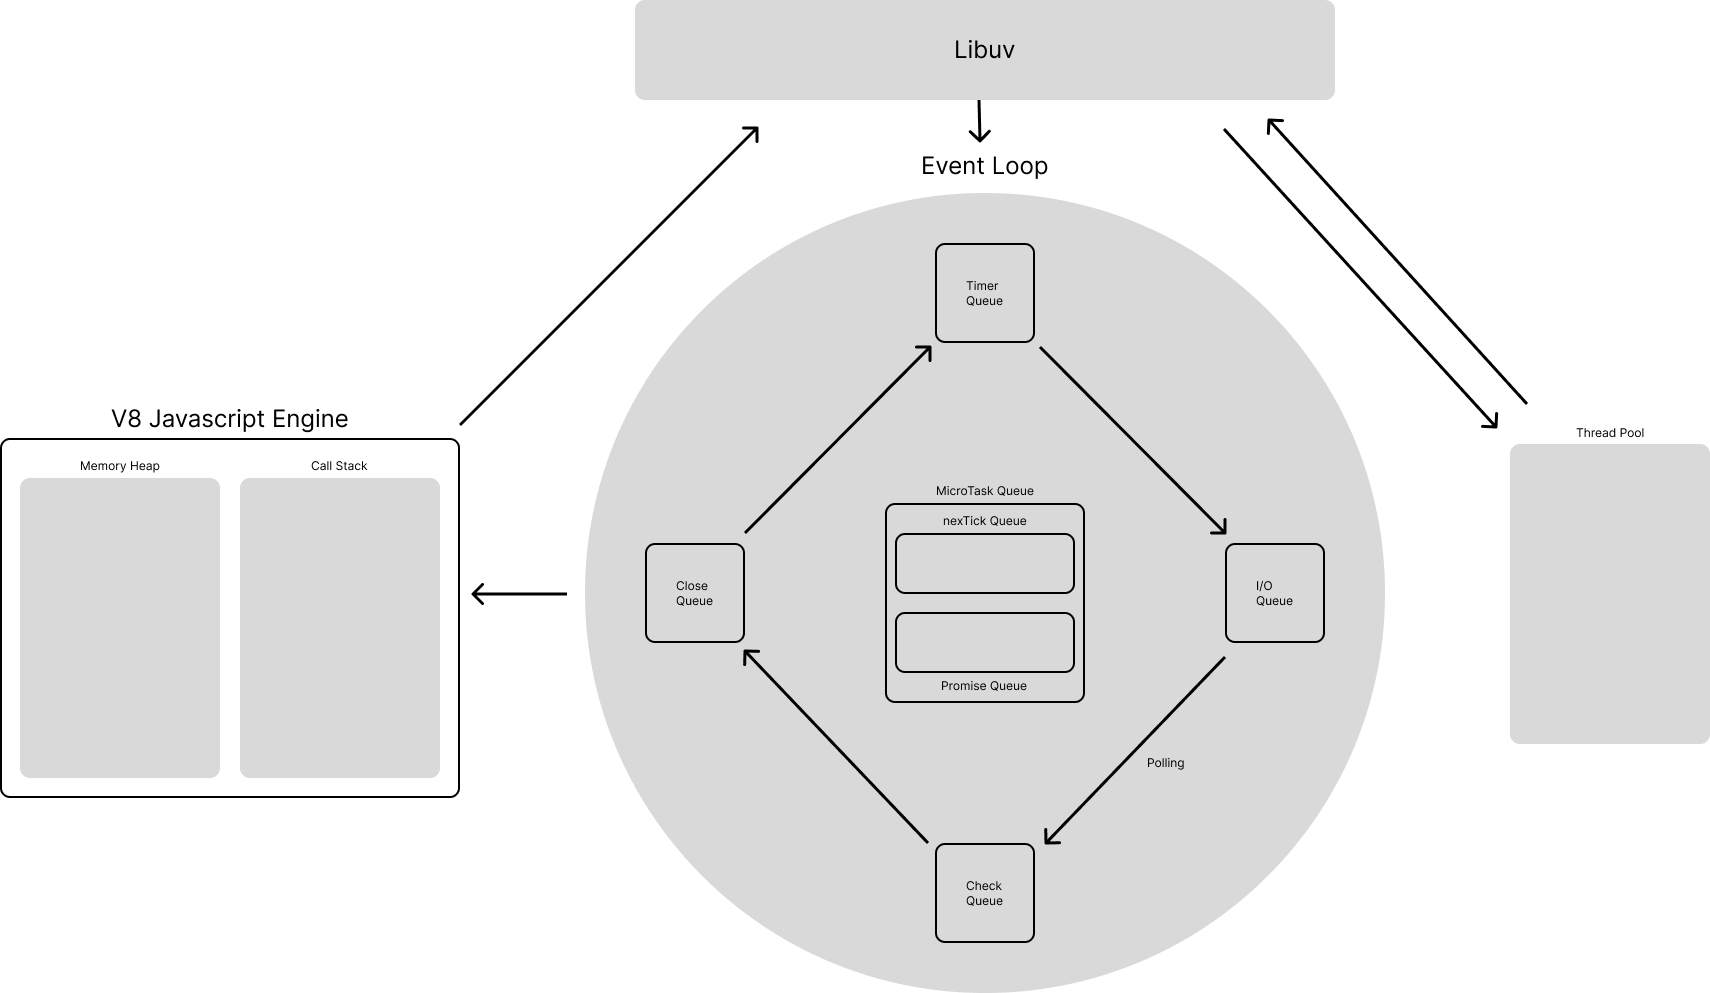 Libuv
Event Loop
Timer
Queue
V8 Javascript Engine
Memory Heap
Call Stack
Thread Pool
MicroTask Queue
nexTick Queue
Promise Queue
Close
Queue
I/O
Queue
Polling
Check
Queue